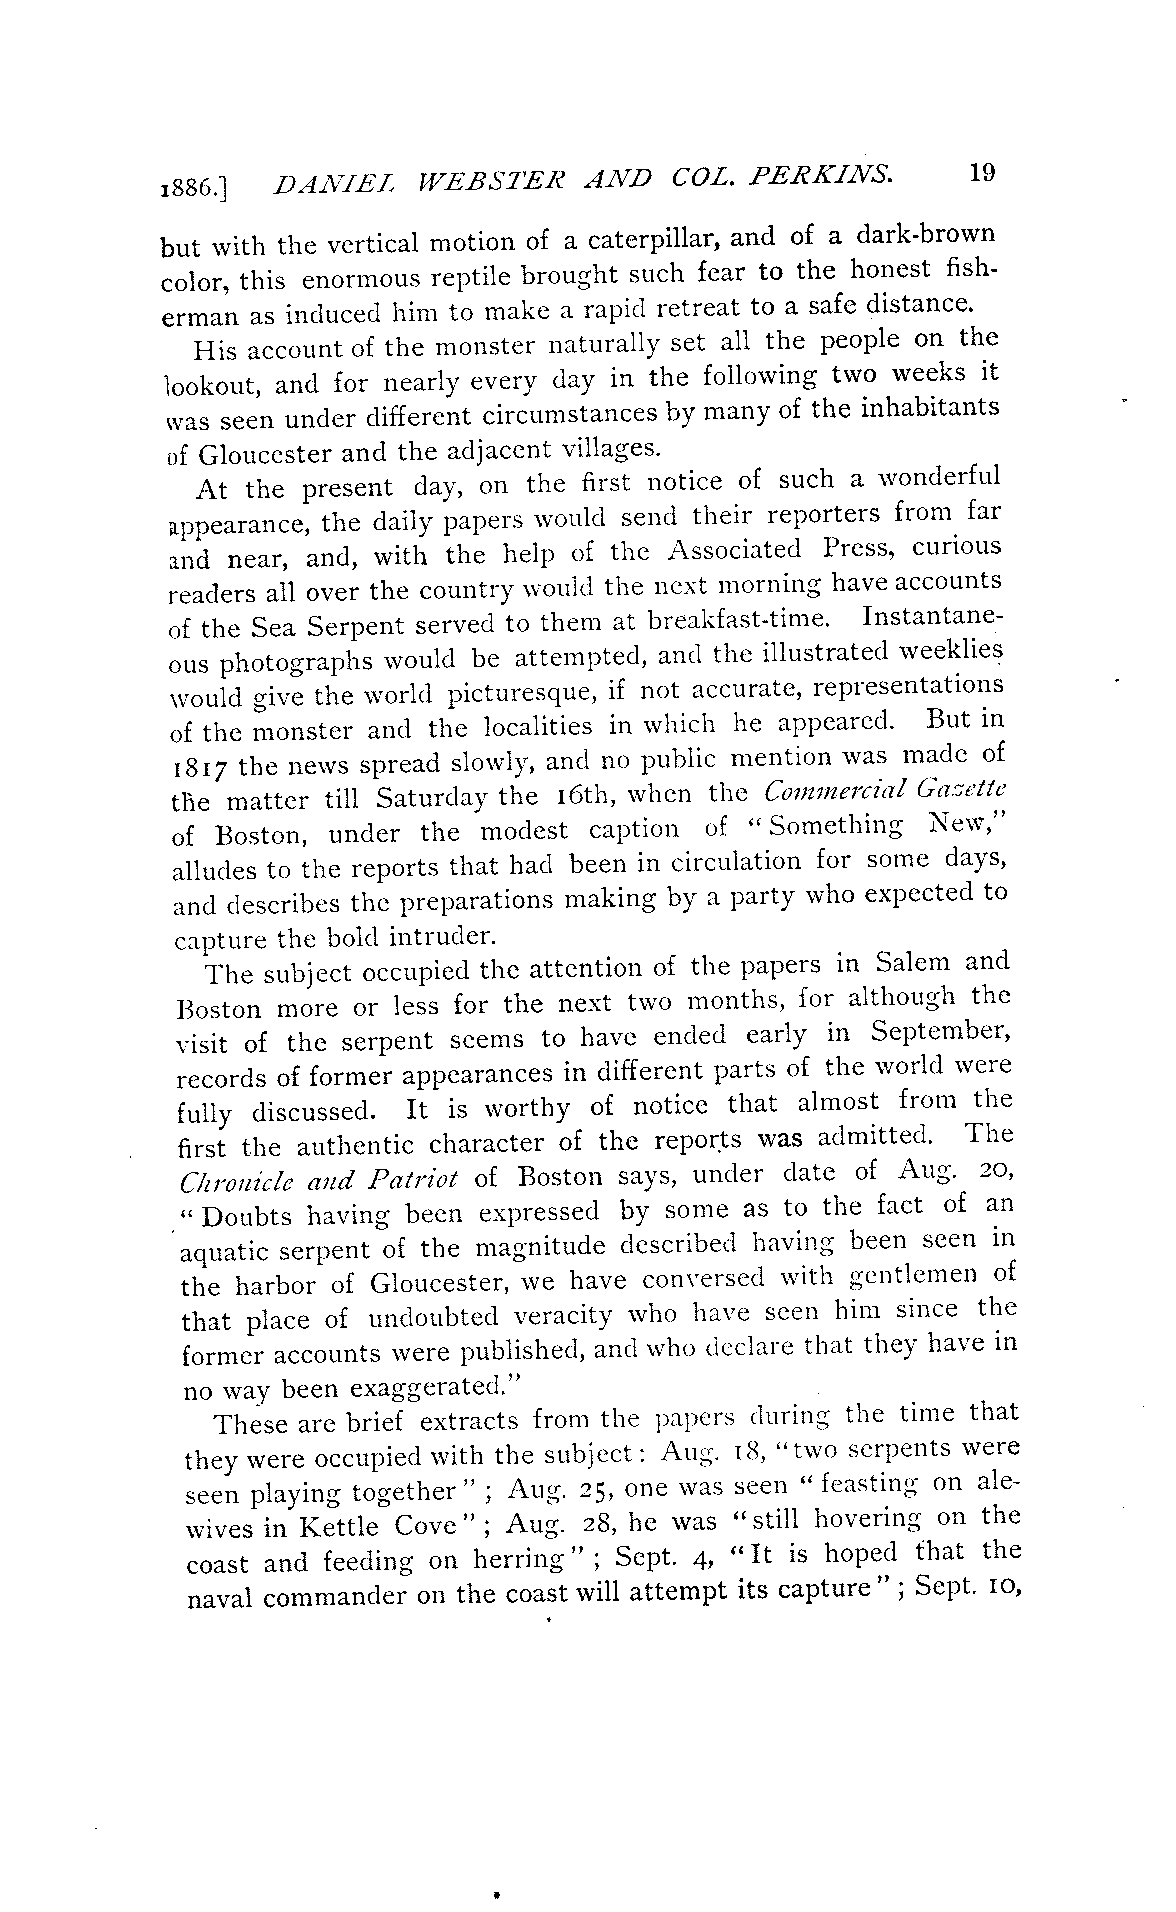 1886.] DANIEL WEBSTER AND COL. PERKINS. 19
but with the vertical motion of a caterpillar, and of a dark-brown
color, this enormous reptile brought such fear to the honest fish-
erman as induced him to make a rapid retreat to a safe distance.
His account of the monster naturally set all the people on the
lookout, and for nearly every day in the following two weeks it
was seen under different circumstances by many of the inhabitants
of Gloucester and the adjacent villages.
At the present day, on the first notice of such a wonderful
appearance, the daily papers would send their reporters from far
and near, and, with the help of the Associated Press, curious
readers all over the country would the next morning have accounts
of the Sea Serpent served to them at breakfast-time. Instantane-
ous photographs would be attempted, and the illustrated weeklies
would give the world picturesque, if not accurate, representations
of the monster and the localities in which he appeared. But in
1817 the news spread slowly, and no public mention was made of
the matter till Saturday the 16th, when the Commercial Gazette
of Boston, under the modest caption of "Something New,"
alludes to the reports that had been in circulation for some days,
and describes the preparations making by a party who expected to
capture the bold intruder.
The subject occupied the attention of the papers in Salem and
Boston more or less for the next two months, for although the
visit of the serpent seems to have ended early in September,
records of former appearances in different parts of the world were
fully discussed. It is worthy of notice that almost from the
first the authentic character of the reports was admitted. The
Chronicle and Patriot of Boston says, under date of Aug. 20,
"Doubts having been expressed by some as to the fact of an
aquatic serpent of the magnitude described having been seen in
the harbor of Gloucester, we have conversed with gentlemen of
that place of undoubted veracity who have seen him since the
former accounts were published, and who declare that they have in
no way been exaggerated."
These are brief extracts from the papers during the time that
they were occupied with the subject: Aug. 18, "two serpents were
seen playing together"; Aug. 25, one was seen "feasting on ale-
wives in Kettle Cove"; Aug. 28, he was "still hovering on the
coast and feeding on herring"; Sept. 4, "It is hoped that the
naval commander on the coast will attempt its capture"; Sept. 10,